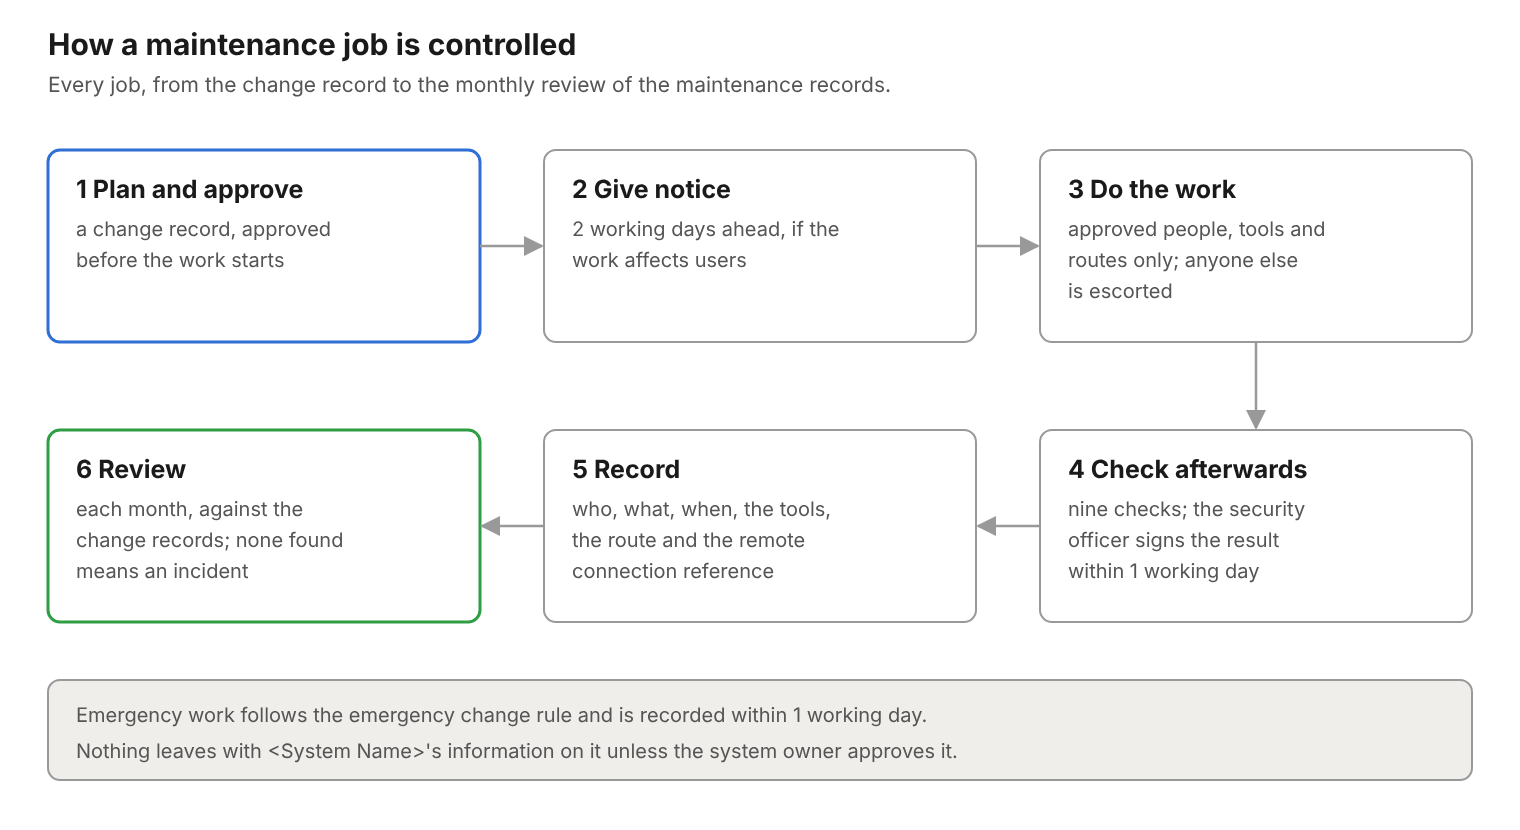 How a maintenance job is controlled
Every job, from the change record to the monthly review of the maintenance records.
1 Plan and approve
a change record, approved
before the work starts
2 Give notice
2 working days ahead, if the
work affects users
3 Do the work
approved people, tools and
routes only; anyone else
is escorted
4 Check afterwards
nine checks; the security
officer signs the result
within 1 working day
5 Record
who, what, when, the tools,
the route and the remote
connection reference
6 Review
each month, against the
change records; none found
means an incident
Emergency work follows the emergency change rule and is recorded within 1 working day.
Nothing leaves with <System Name>'s information on it unless the system owner approves it.